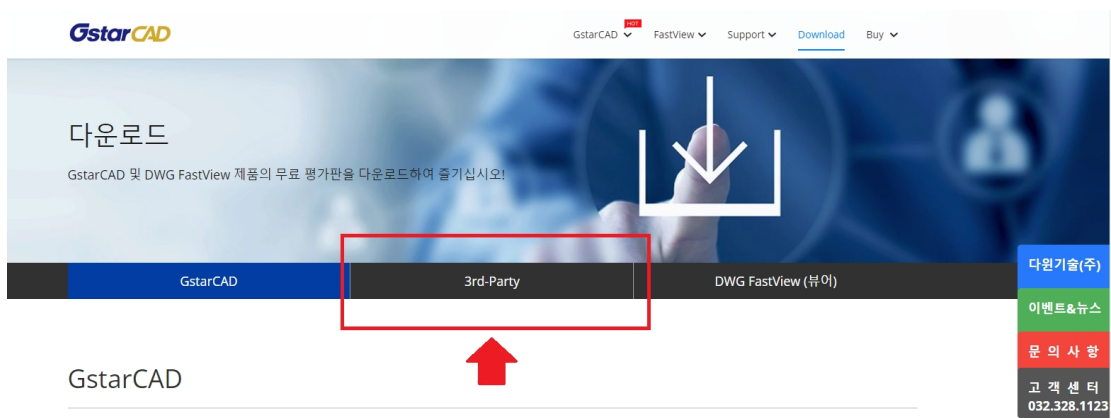 GstarCAD
HOT
GstarCAD FastView Support Download Buy
다운로드
GstarCAD 및 DWG FastView 제품의 무료 평가판을 다운로드하여 즐기십시오!
GstarCAD 3rd-Party DWG FastView (뷰어)
다윈기술(주)
이벤트&뉴스
문 의 사 항
고 객 센 터
032.328.1123
GstarCAD